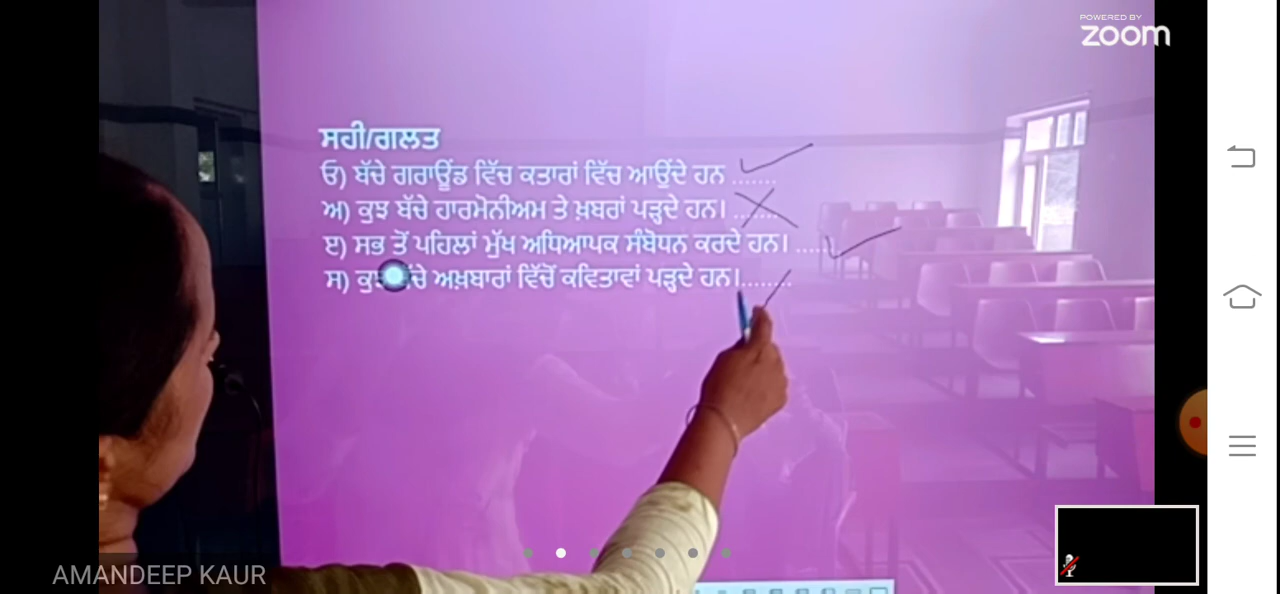 POWERED BY
zoom
ਸਹੀ/ਗਲਤ
ੳ) ਬੱਚੇ ਗਰਾਊਂਡ ਵਿੱਚ ਕਤਾਰਾਂ ਵਿੱਚ ਆਉਂਦੇ ਹਨ .......
ਅ) ਕੁਝ ਬੱਚੇ ਹਾਰਮੋਨੀਅਮ ਤੇ ਖ਼ਬਰਾਂ ਪੜ੍ਹਦੇ ਹਨ। .......
ੲ) ਸਭ ਤੋਂ ਪਹਿਲਾਂ ਮੁੱਖ ਅਧਿਆਪਕ ਸੰਬੋਧਨ ਕਰਦੇ ਹਨ। .....
ਸ) ਅਖ਼ਬਾਰਾਂ ਵਿੱਚੋਂ ਕਵਿਤਾਵਾਂ ਪੜ੍ਹਦੇ ਹਨ।........
AMANDEEP KAUR